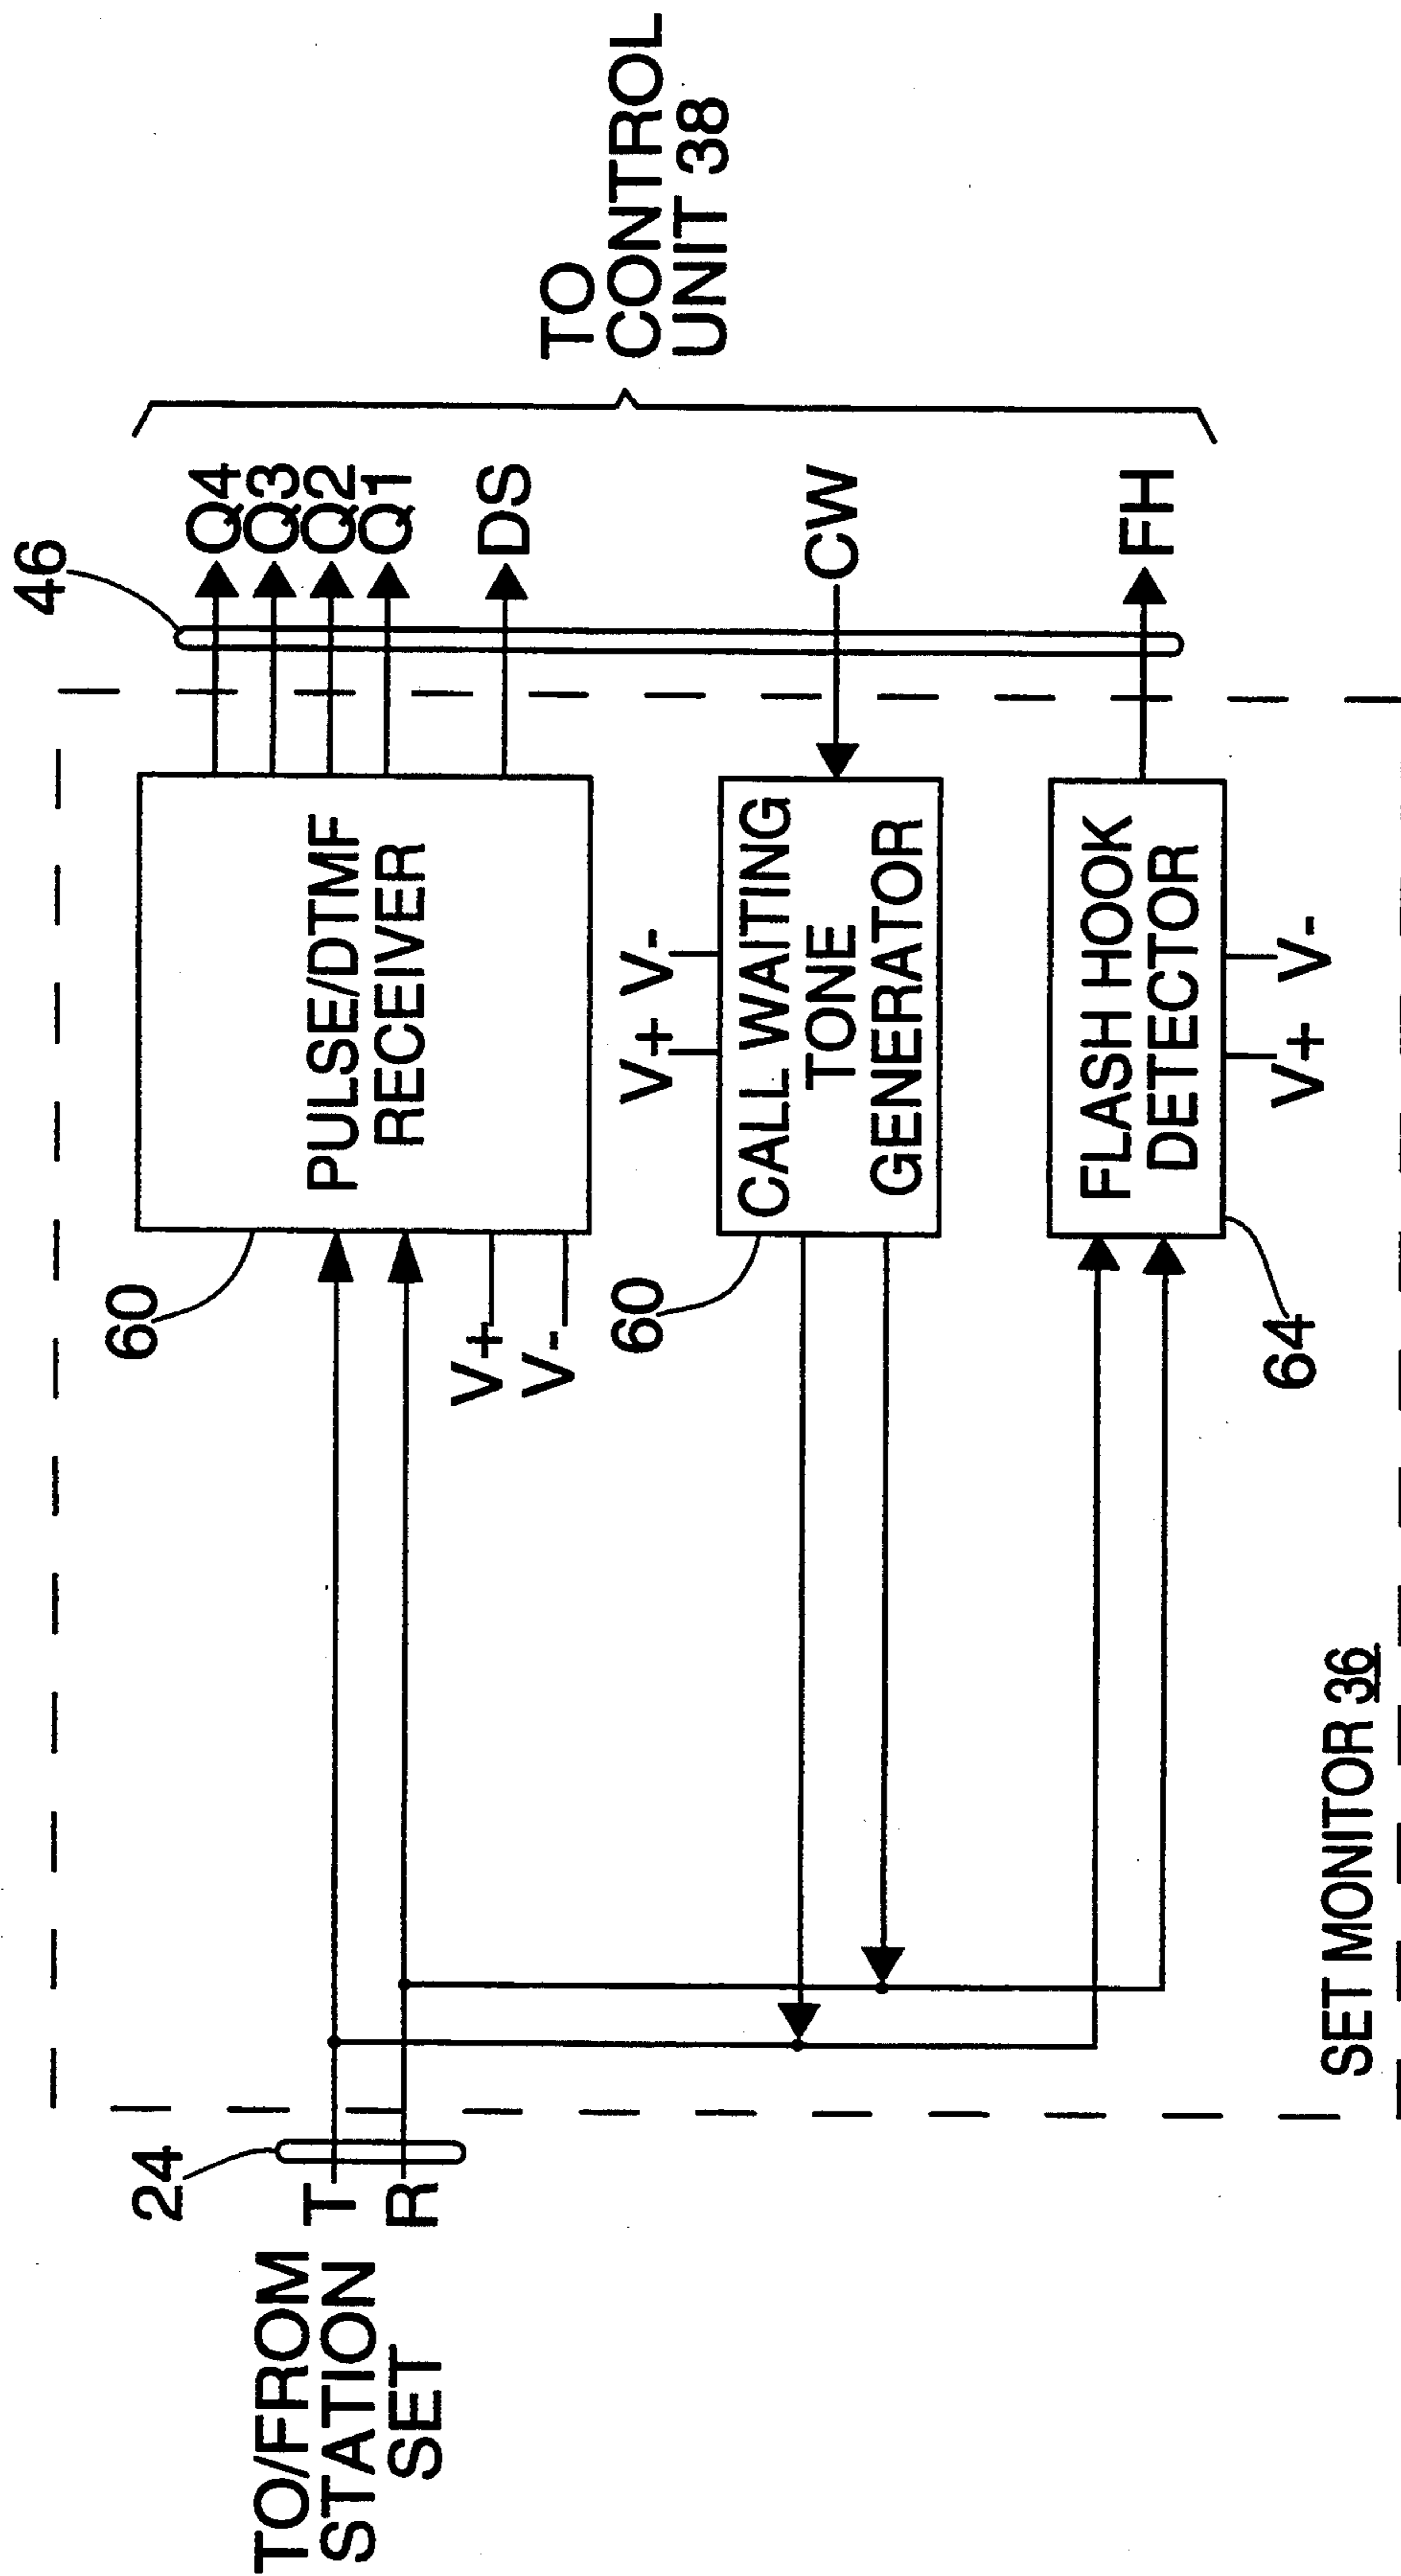 TO/FROM
STATION
SET
24
T
R
60
PULSE/DTMF
RECEIVER
V+
V-
46
Q4
Q3
Q2
Q1
DS
TO
CONTROL
UNIT 38
60
V+ V-
CALL WAITING
TONE
GENERATOR
CW
64
FLASH HOOK
DETECTOR
V+ V-
FH
SET MONITOR 36